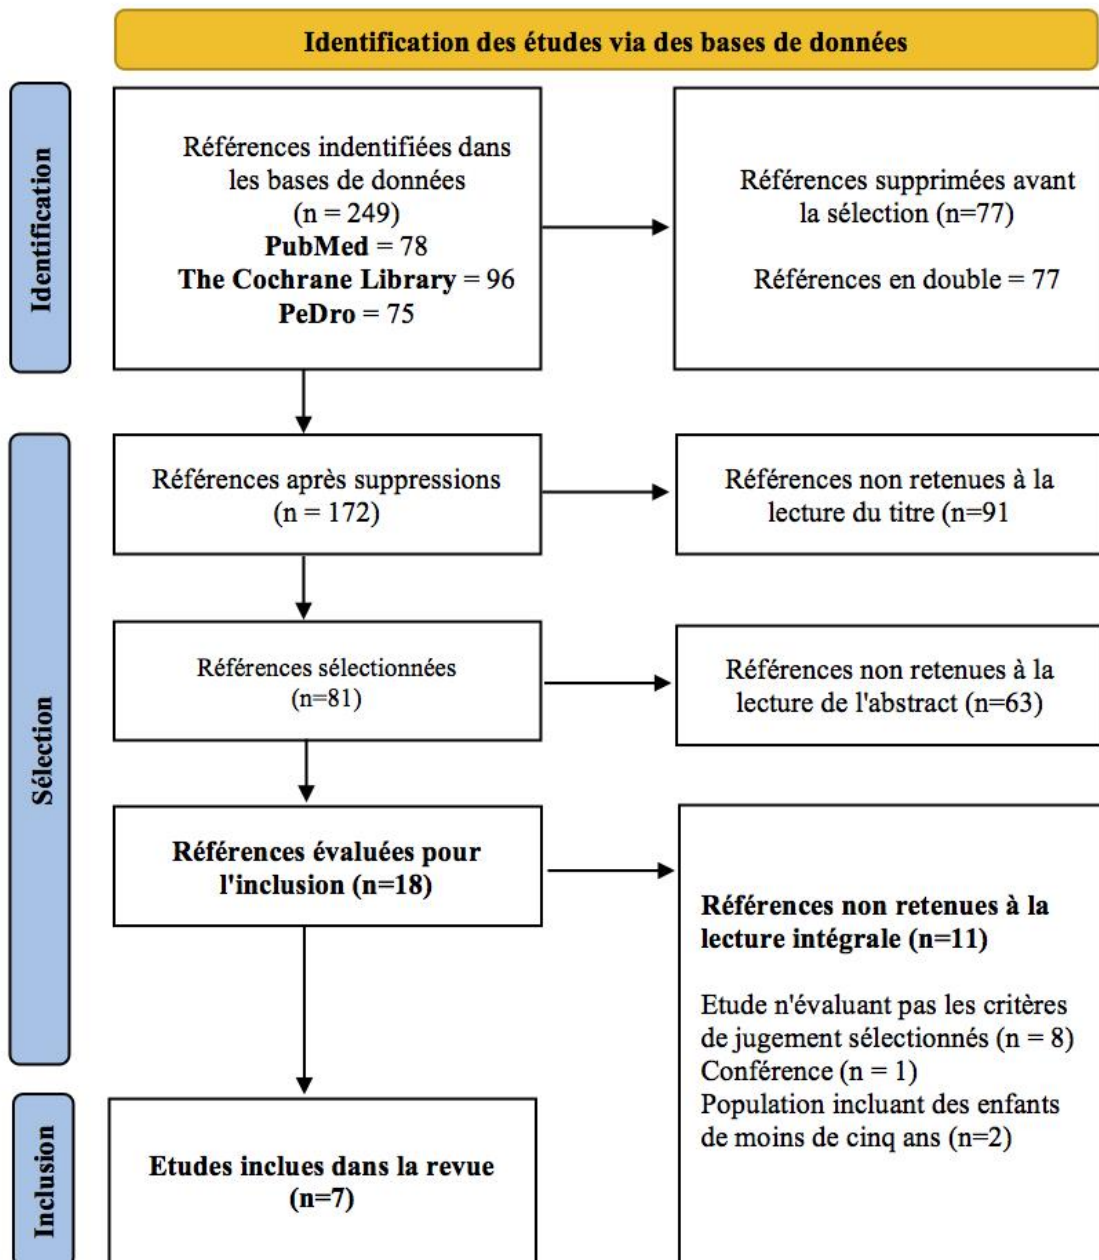 Identification des études via des bases de données
Identification
Références indentifiées dans
les bases de données
(n = 249)
PubMed = 78
The Cochrane Library = 96
PeDro = 75
Références supprimées avant
la sélection (n=77)
Références en double = 77
Sélection
Références après suppressions
(n = 172)
Références non retenues à la
lecture du titre (n=91
Références sélectionnées
(n=81)
Références non retenues à la
lecture de l'abstract (n=63)
Références évaluées pour
l'inclusion (n=18)
Références non retenues à la
lecture intégrale (n=11)
Etude n'évaluant pas les critères
de jugement sélectionnés (n = 8)
Conférence (n = 1)
Population incluant des enfants
de moins de cinq ans (n=2)
Inclusion
Etudes inclues dans la revue
(n=7)